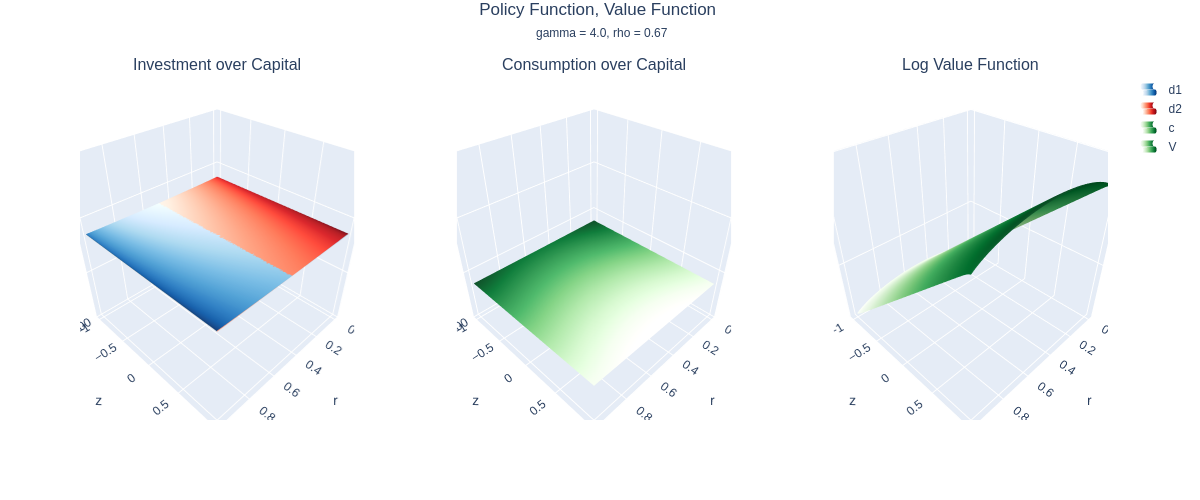 Policy Function, Value Function
gamma = 4.0, rho = 0.67
Investment over Capital
Consumption over Capital
Log Value Function
d1
d2
c
V
−0.5
0
0.5
z
0
0.2
0.4
0.6
0.8
r
−0.5
0
0.5
z
0
0.2
0.4
0.6
0.8
r
−1
−0.5
0
0.5
z
0
0.2
0.4
0.6
0.8
r